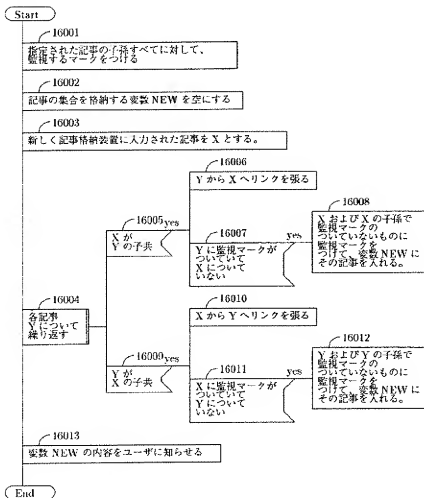 Start
16001
指定された記事の子孫すべてに対して、
監視するマークをつける
16002
記事の集合を格納する変数 NEW を空にする
16003
新しく記事格納装置に入力された記事を X とする。
16004
各記事
Y について
繰り返す
16005 yes
X が
Y の子共
16006
Y から X へリンクを張る
16007 yes
Y に監視マークが
ついていて
X について
いない
16008
X および X の子孫で
監視マークの
ついていないものに
監視マークを
つけて、変数 NEW に
その記事を入れる。
16009 yes
Y が
X の子共
16010
X から Y へリンクを張る
16011 yes
X に監視マークが
ついていて
Y について
いない
16012
Y および Y の子孫で
監視マークの
ついていないものに
監視マークを
つけて、変数 NEW に
その記事を入れる。
16013
変数 NEW の内容をユーザに知らせる
End